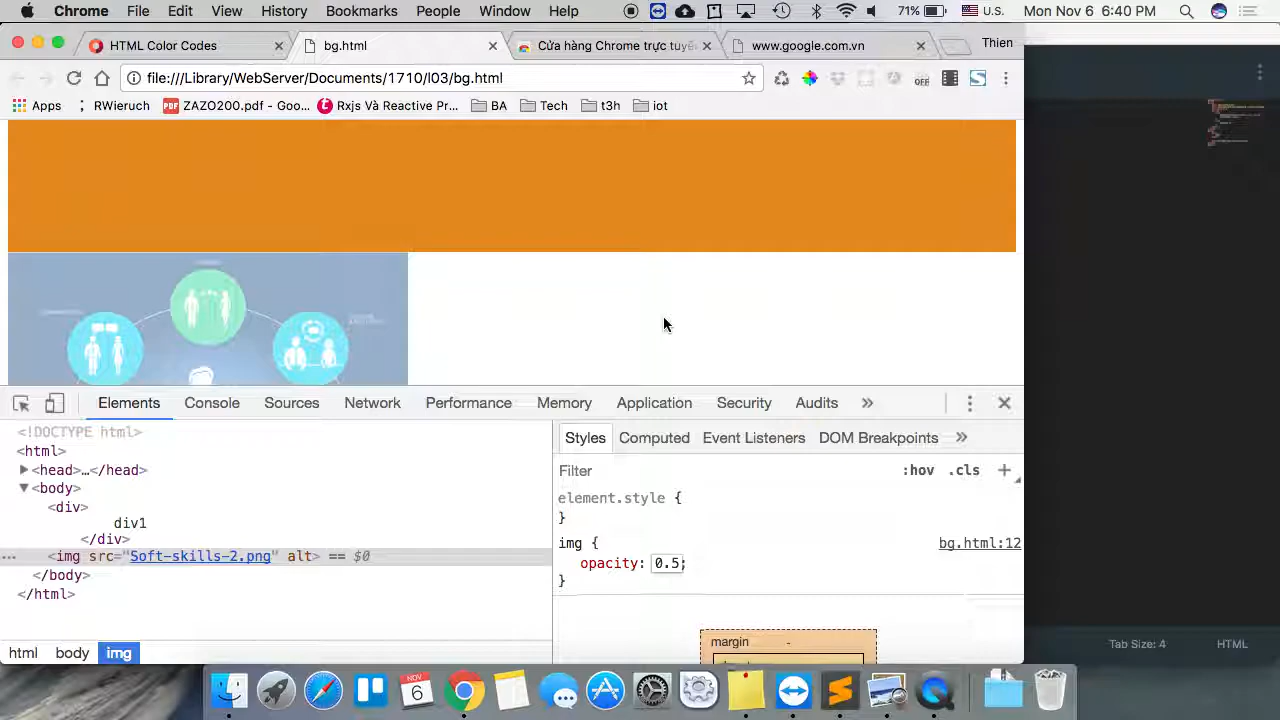 Chrome File Edit View History Bookmarks People Window Help 71% U.S. Mon Nov 6 6:40 PM
HTML Color Codes bg.html Cửa hàng Chrome trực tuyế www.google.com.vn Thien
file:///Library/WebServer/Documents/1710/l03/bg.html OFF
Apps RWieruch PDF ZAZO200.pdf - Goo... Rxjs Và Reactive Pr... BA Tech t3h iot
Elements Console Sources Network Performance Memory Application Security Audits »
<!DOCTYPE html>
<html>
<head>…</head>
<body>
<div>
div1
</div>
<img src="Soft-skills-2.png" alt> == $0
</body>
</html>
html body img
Styles Computed Event Listeners DOM Breakpoints »
Filter :hov .cls +
element.style {
}
img { bg.html:12
opacity: 0.5;
}
margin -
Tab Size: 4 HTML
NOV
6